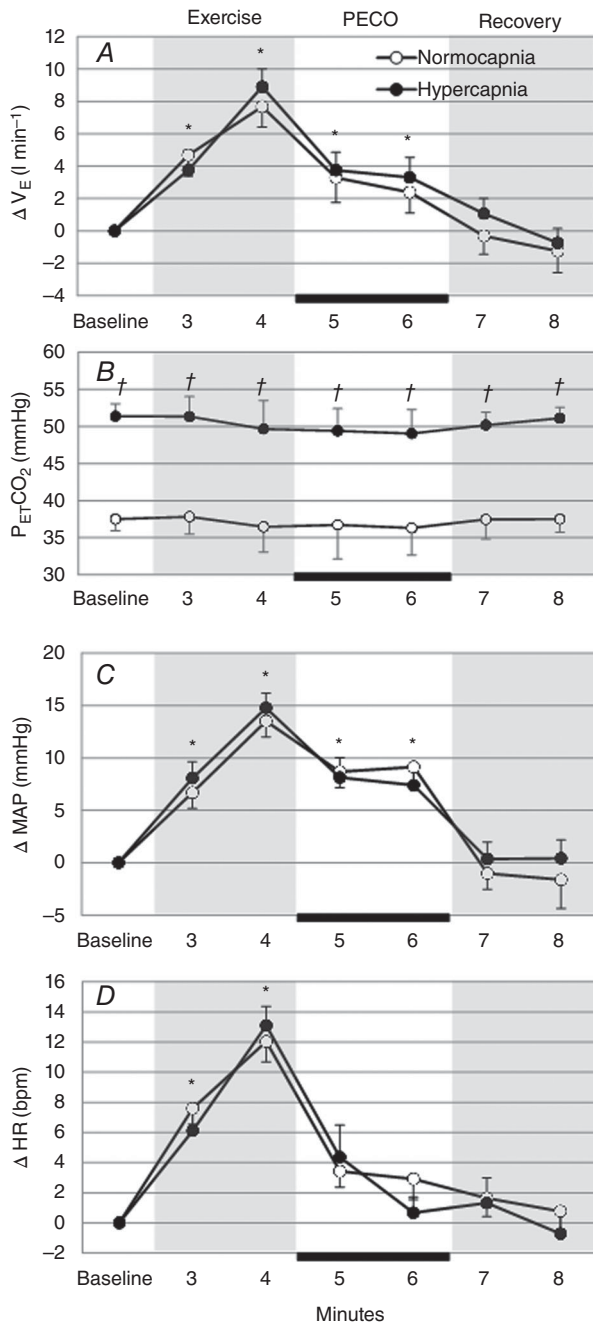 Exercise PECO Recovery
A
Normocapnia
Hypercapnia
Δ V_E (l min⁻¹)
12
10
8
6
4
2
0
–2
–4
* * * *
Baseline 3 4 5 6 7 8
B
P_ETCO₂ (mmHg)
60
55
50
45
40
35
30
† † † † † † †
Baseline 3 4 5 6 7 8
C
Δ MAP (mmHg)
20
15
10
5
0
–5
* * * *
Baseline 3 4 5 6 7 8
D
Δ HR (bpm)
16
14
12
10
8
6
4
2
0
–2
* *
Baseline 3 4 5 6 7 8
Minutes